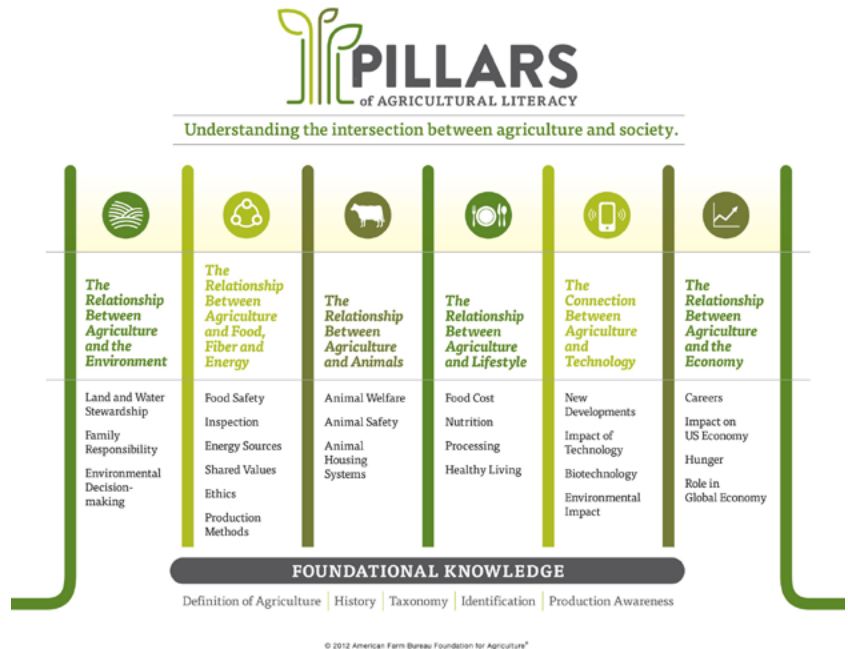 PILLARS
of AGRICULTURAL LITERACY
Understanding the intersection between agriculture and society.
The
Relationship
Between
Agriculture
and the
Environment
Land and Water
Stewardship
Family
Responsibility
Environmental
Decision-
making
The
Relationship
Between
Agriculture
and Food,
Fiber and
Energy
Food Safety
Inspection
Energy Sources
Shared Values
Ethics
Production
Methods
The
Relationship
Between
Agriculture
and Animals
Animal Welfare
Animal Safety
Animal
Housing
Systems
The
Relationship
Between
Agriculture
and Lifestyle
Food Cost
Nutrition
Processing
Healthy Living
The
Connection
Between
Agriculture
and
Technology
New
Developments
Impact of
Technology
Biotechnology
Environmental
Impact
The
Relationship
Between
Agriculture
and the
Economy
Careers
Impact on
US Economy
Hunger
Role in
Global Economy
FOUNDATIONAL KNOWLEDGE
Definition of Agriculture | History | Taxonomy | Identification | Production Awareness
© 2012 American Farm Bureau Foundation for Agriculture®